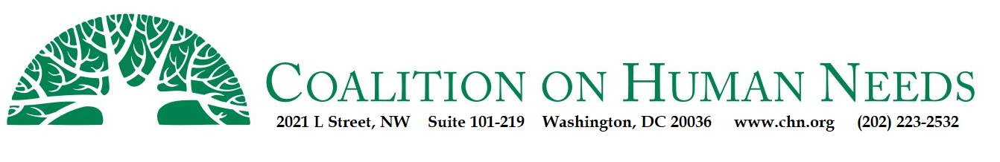 COALITION ON HUMAN NEEDS
2021 L Street, NW Suite 101-219 Washington, DC 20036 www.chn.org (202) 223-2532